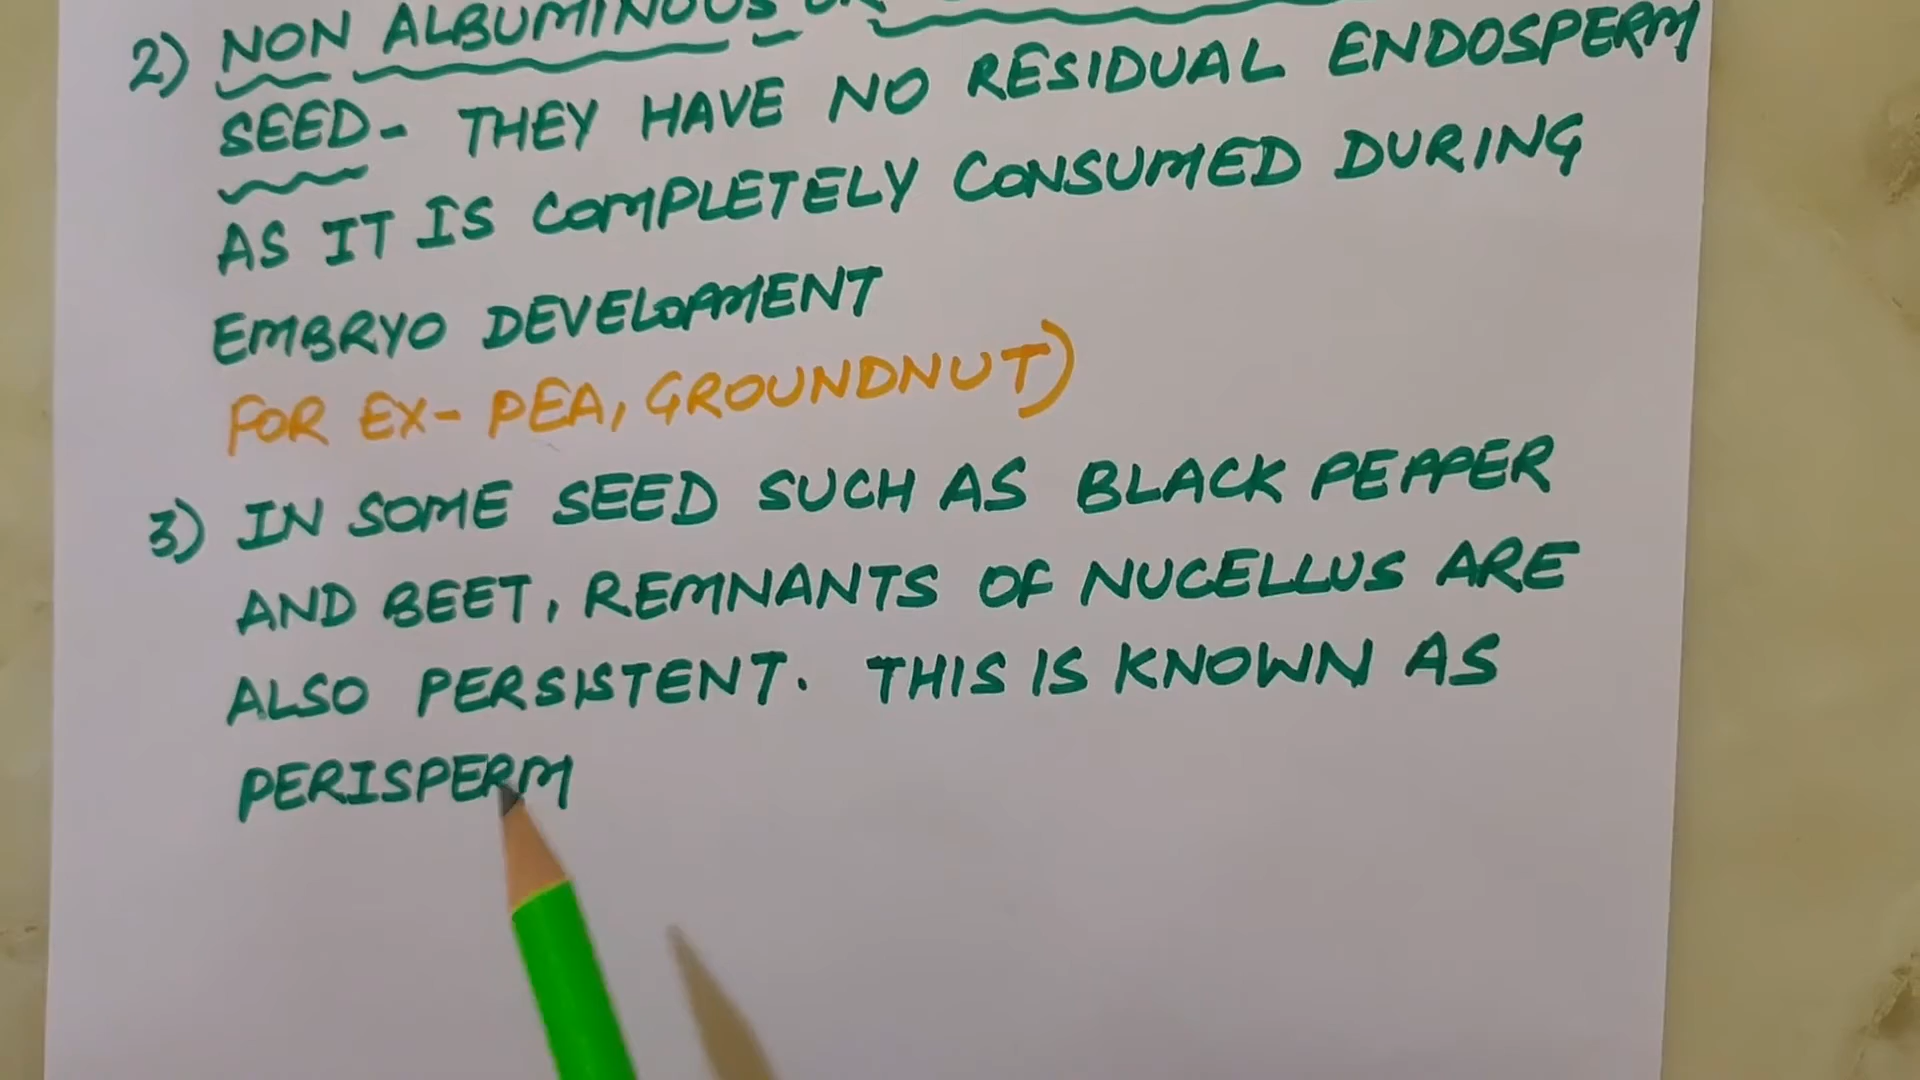 2) NON ALBUMINOUS OR
SEED- THEY HAVE NO RESIDUAL ENDOSPERM
AS IT IS COMPLETELY CONSUMED DURING
EMBRYO DEVELOPMENT
FOR EX- PEA, GROUNDNUT)
3) IN SOME SEED SUCH AS BLACK PEPPER
AND BEET, REMNANTS OF NUCELLUS ARE
ALSO PERSISTENT. THIS IS KNOWN AS
PERISPERM